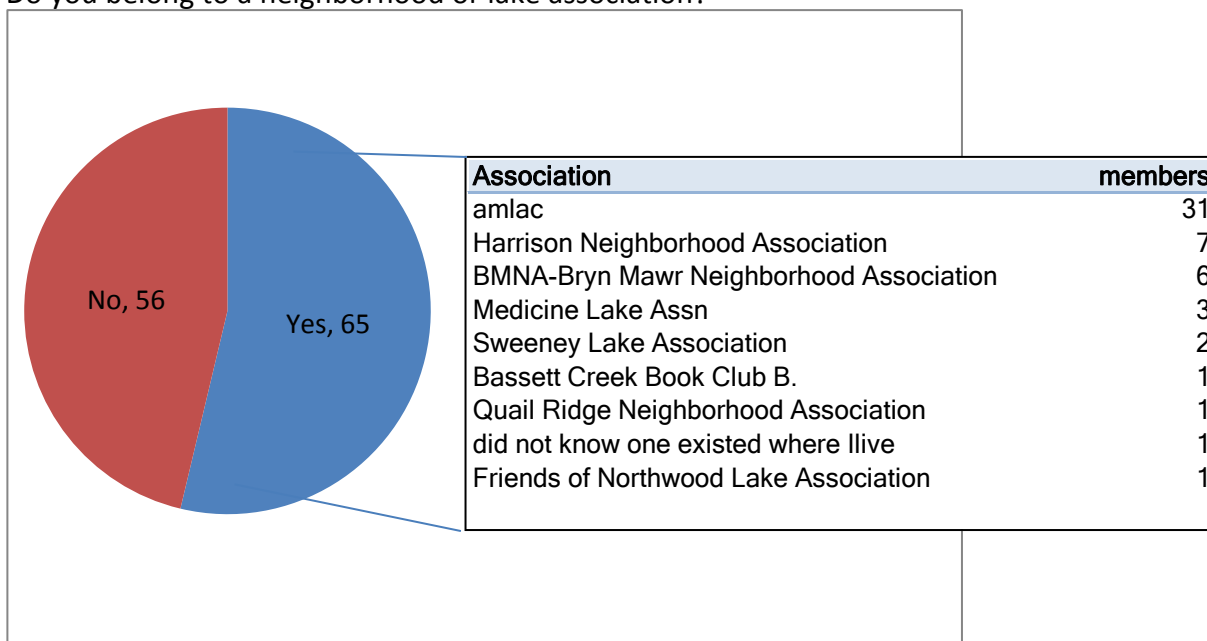 Do you belong to a neighborhood or lake association?
No, 56
Yes, 65
Association members
amlac 31
Harrison Neighborhood Association 7
BMNA-Bryn Mawr Neighborhood Association 6
Medicine Lake Assn 3
Sweeney Lake Association 2
Bassett Creek Book Club B. 1
Quail Ridge Neighborhood Association 1
did not know one existed where Ilive 1
Friends of Northwood Lake Association 1